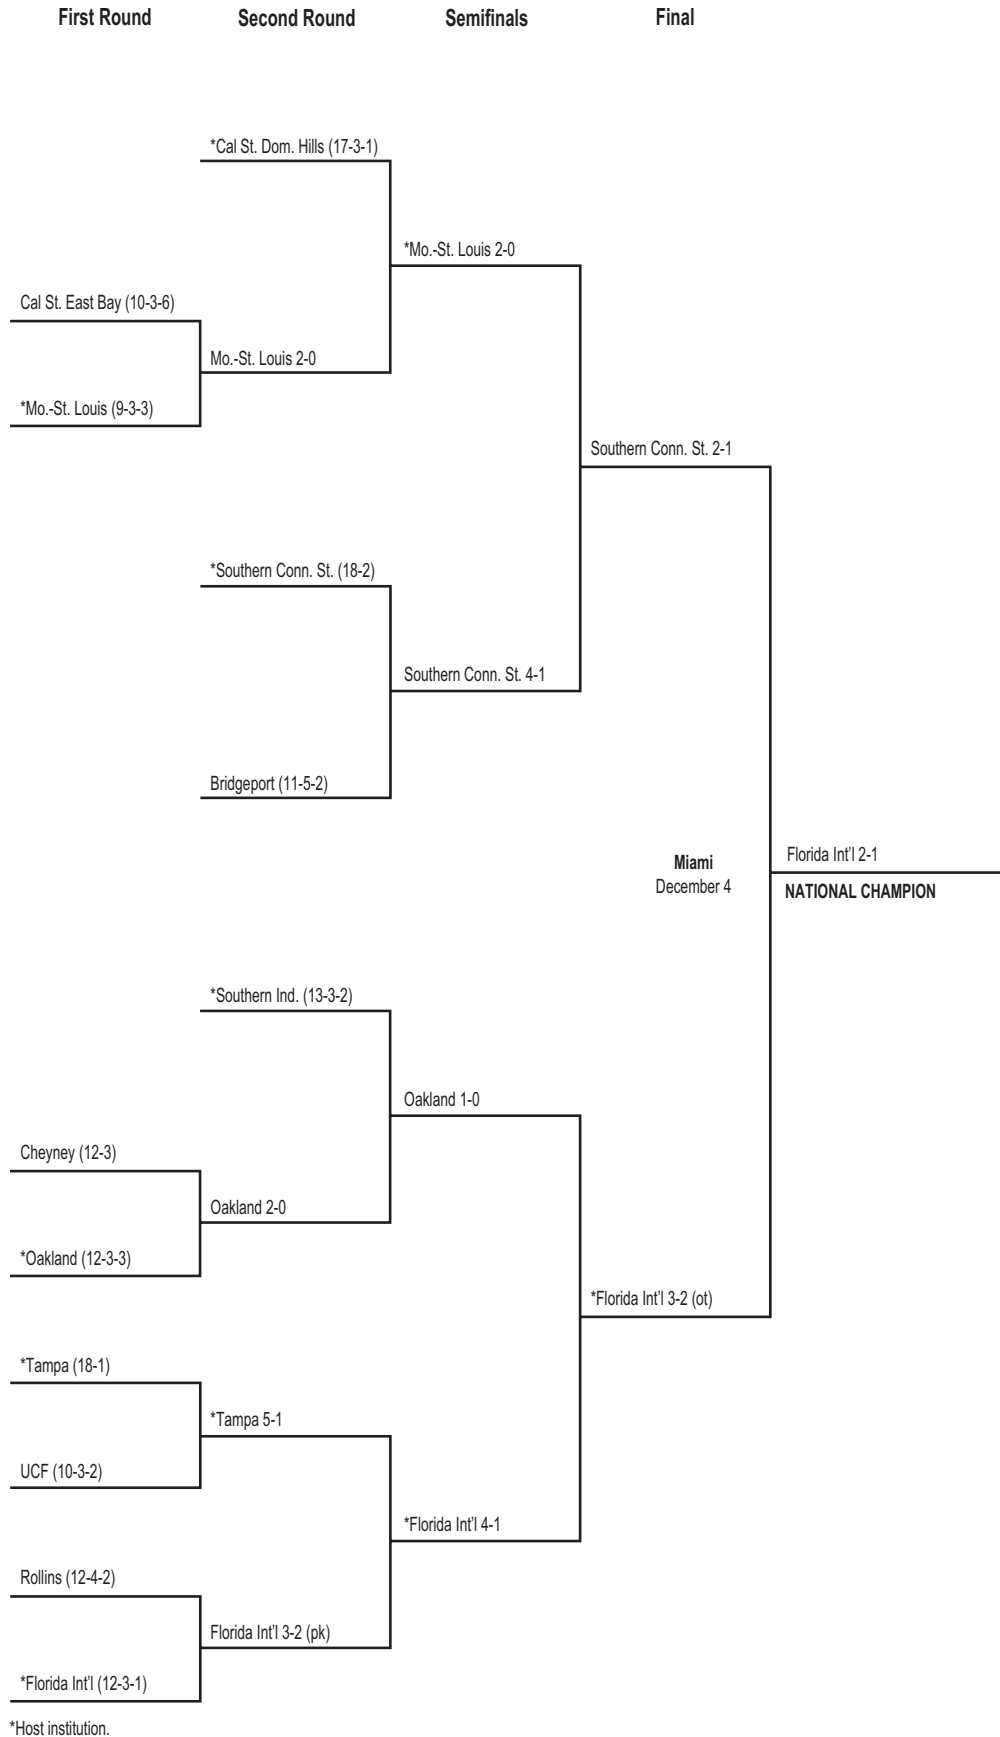 First Round
Second Round
Semifinals
Final
*Cal St. Dom. Hills (17-3-1)
*Mo.-St. Louis 2-0
Cal St. East Bay (10-3-6)
Mo.-St. Louis 2-0
*Mo.-St. Louis (9-3-3)
Southern Conn. St. 2-1
*Southern Conn. St. (18-2)
Southern Conn. St. 4-1
Bridgeport (11-5-2)
Miami
December 4
Florida Int'l 2-1
NATIONAL CHAMPION
*Southern Ind. (13-3-2)
Oakland 1-0
Cheyney (12-3)
Oakland 2-0
*Oakland (12-3-3)
*Florida Int'l 3-2 (ot)
*Tampa (18-1)
*Tampa 5-1
UCF (10-3-2)
*Florida Int'l 4-1
Rollins (12-4-2)
Florida Int'l 3-2 (pk)
*Florida Int'l (12-3-1)
*Host institution.